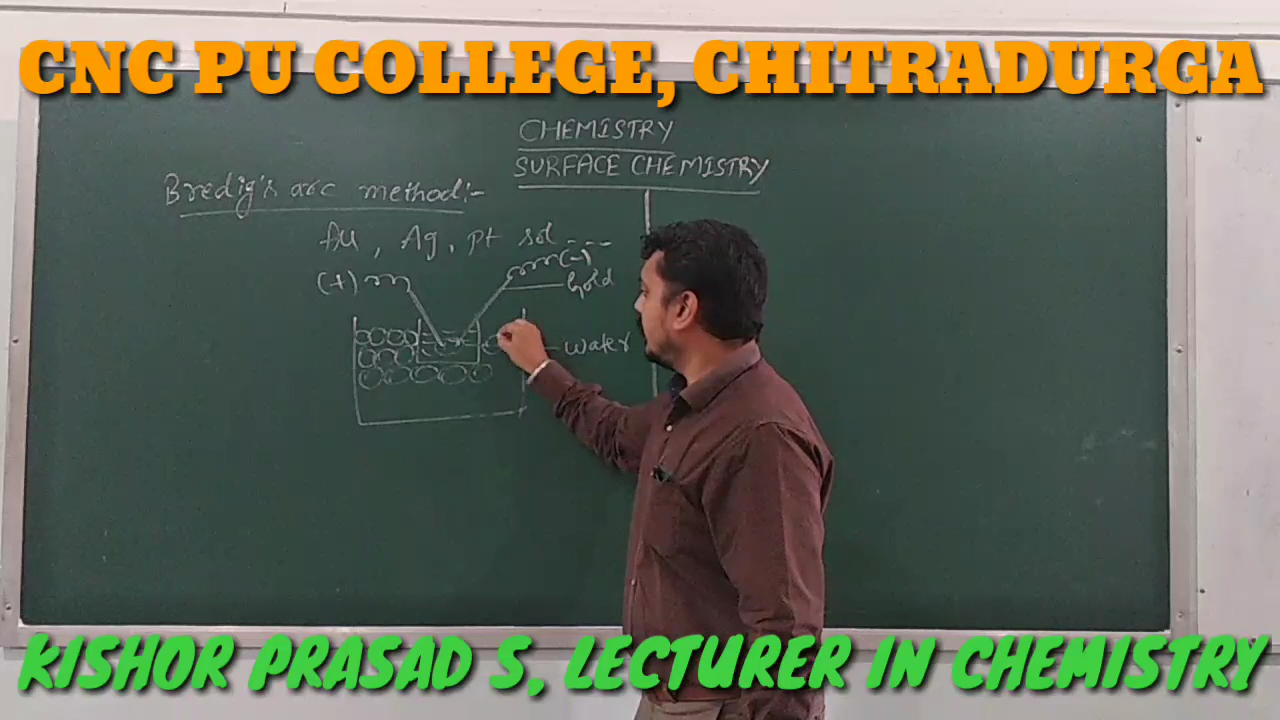 CNC PU COLLEGE, CHITRADURGA
CHEMISTRY
SURFACE CHEMISTRY
Bredig's arc method:-
Au, Ag, pt sol ---
(+) (-)
Gold
water
KISHOR PRASAD S, LECTURER IN CHEMISTRY